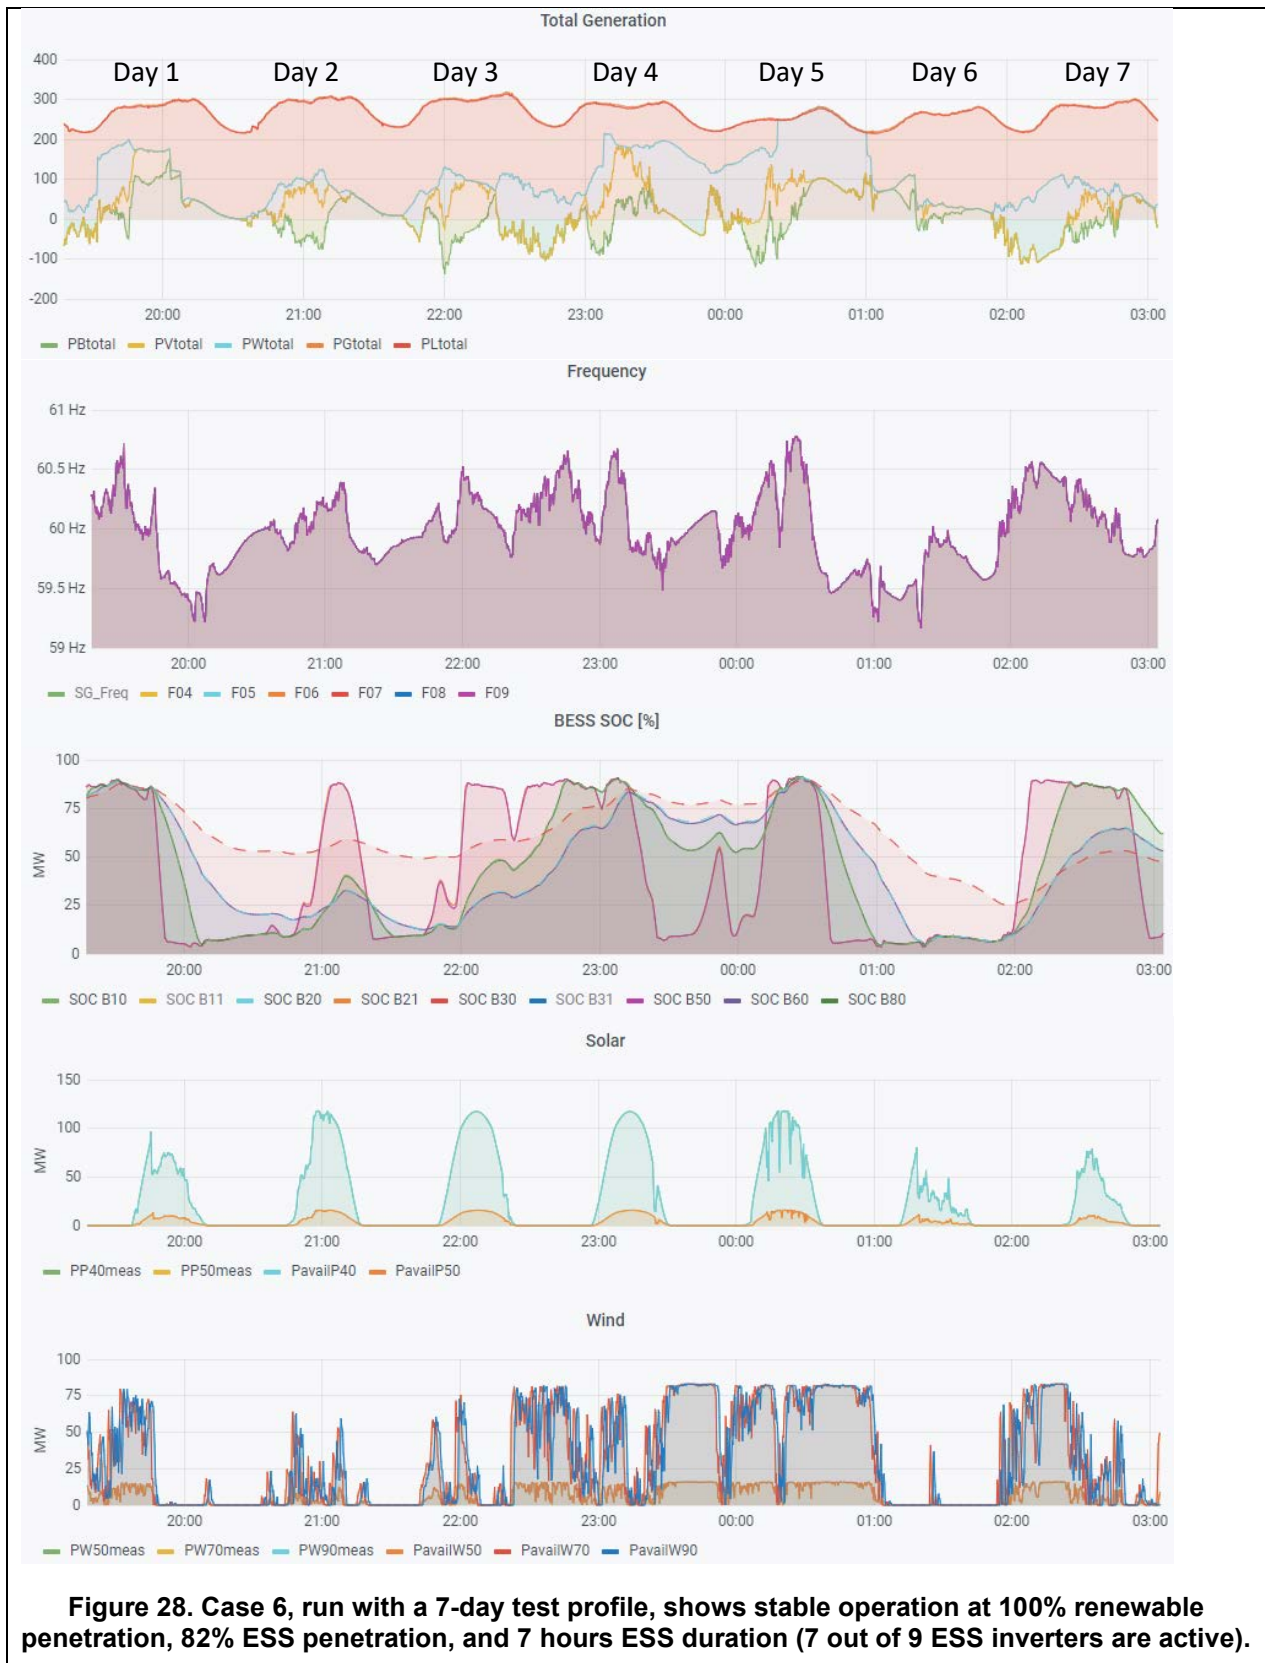 Total Generation
400
Day 1 Day 2 Day 3 Day 4 Day 5 Day 6 Day 7
300
200
100
0
-100
-200
20:00 21:00 22:00 23:00 00:00 01:00 02:00 03:00
PBtotal PVtotal PWtotal PGtotal PLtotal
Frequency
61 Hz
60.5 Hz
60 Hz
59.5 Hz
59 Hz
20:00 21:00 22:00 23:00 00:00 01:00 02:00 03:00
SG_Freq F04 F05 F06 F07 F08 F09
BESS SOC [%]
100
75
50
25
0
MW
20:00 21:00 22:00 23:00 00:00 01:00 02:00 03:00
SOC B10 SOC B11 SOC B20 SOC B21 SOC B30 SOC B31 SOC B50 SOC B60 SOC B80
Solar
150
100
50
0
MW
20:00 21:00 22:00 23:00 00:00 01:00 02:00 03:00
PP40meas PP50meas PavailP40 PavailP50
Wind
100
75
50
25
0
MW
20:00 21:00 22:00 23:00 00:00 01:00 02:00 03:00
PW50meas PW70meas PW90meas PavailW50 PavailW70 PavailW90
Figure 28. Case 6, run with a 7-day test profile, shows stable operation at 100% renewable
penetration, 82% ESS penetration, and 7 hours ESS duration (7 out of 9 ESS inverters are active).